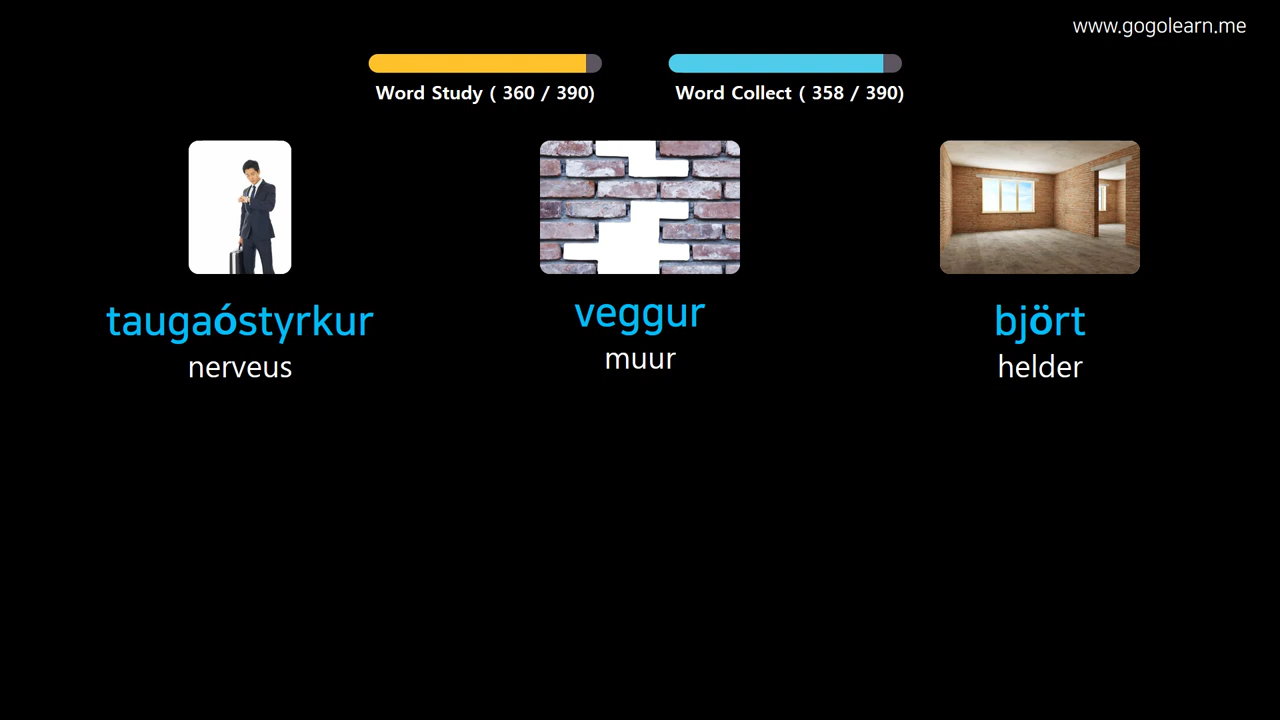 www.gogolearn.me
Word Study ( 360 / 390)
Word Collect ( 358 / 390)
taugaóstyrkur
veggur
björt
nerveus
muur
helder